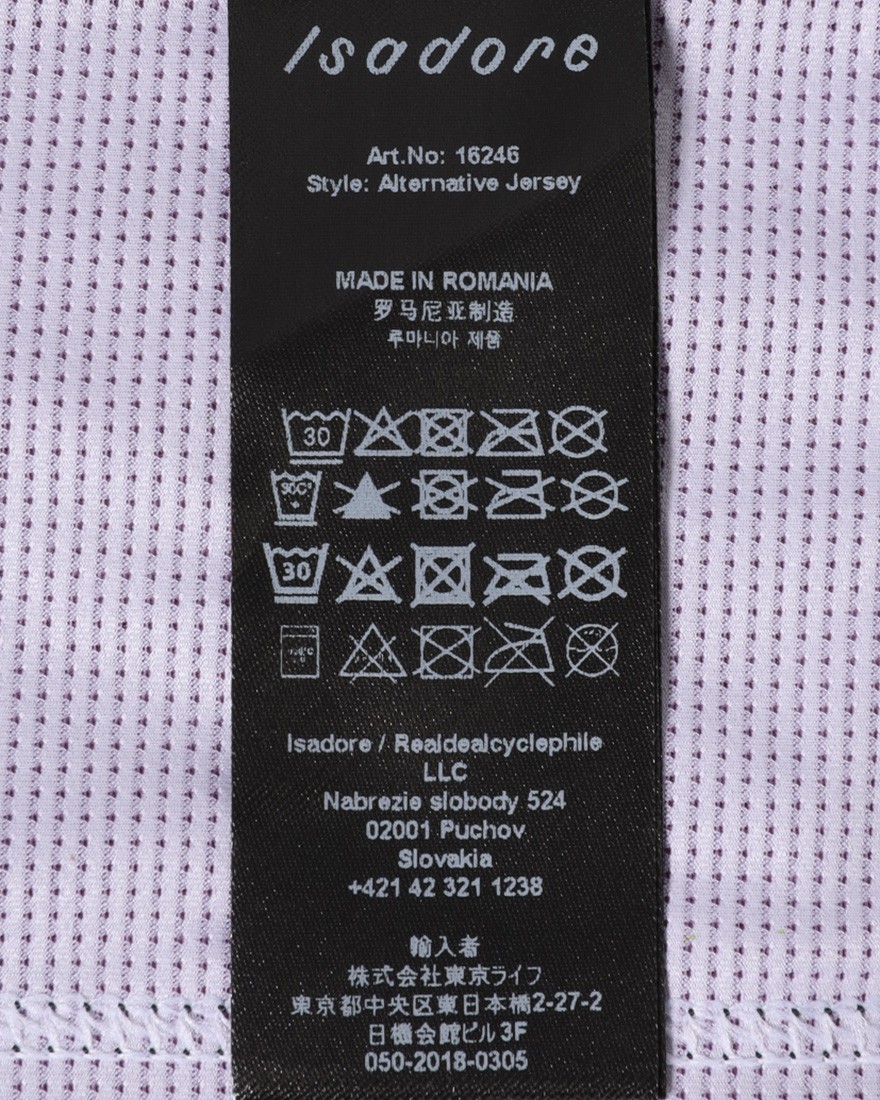 Isadore
Art.No: 16246
Style: Alternative Jersey
MADE IN ROMANIA
罗马尼亚制造
루마니아 제품
30
30C°
30
Isadore / Realdealcyclephile
LLC
Nabrezie slobody 524
02001 Puchov
Slovakia
+421 42 321 1238
輸入者
株式会社東京ライフ
東京都中央区東日本橋2-27-2
日機会館ビル3F
050-2018-0305